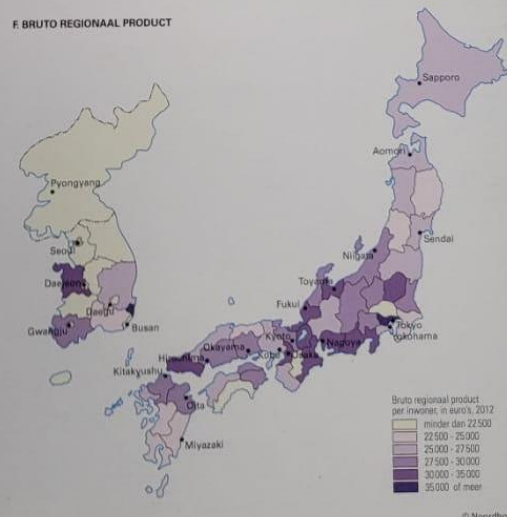 F. BRUTO REGIONAAL PRODUCT
Sapporo
Aomori
Pyongyang
Sendai
Seoul
Niigata
Daejeon
Toyama
Fukui
Daegu
Gwangju
Busan
Tokyo
Yokohama
Kyoto
Nagoya
Okayama
Kobe
Osaka
Hiroshima
Kitakyushu
Oita
Miyazaki
Bruto regionaal product
per inwoner, in euro's, 2012
minder dan 22 500
22 500 - 25 000
25 000 - 27 500
27 500 - 30 000
30 000 - 35 000
35 000 of meer